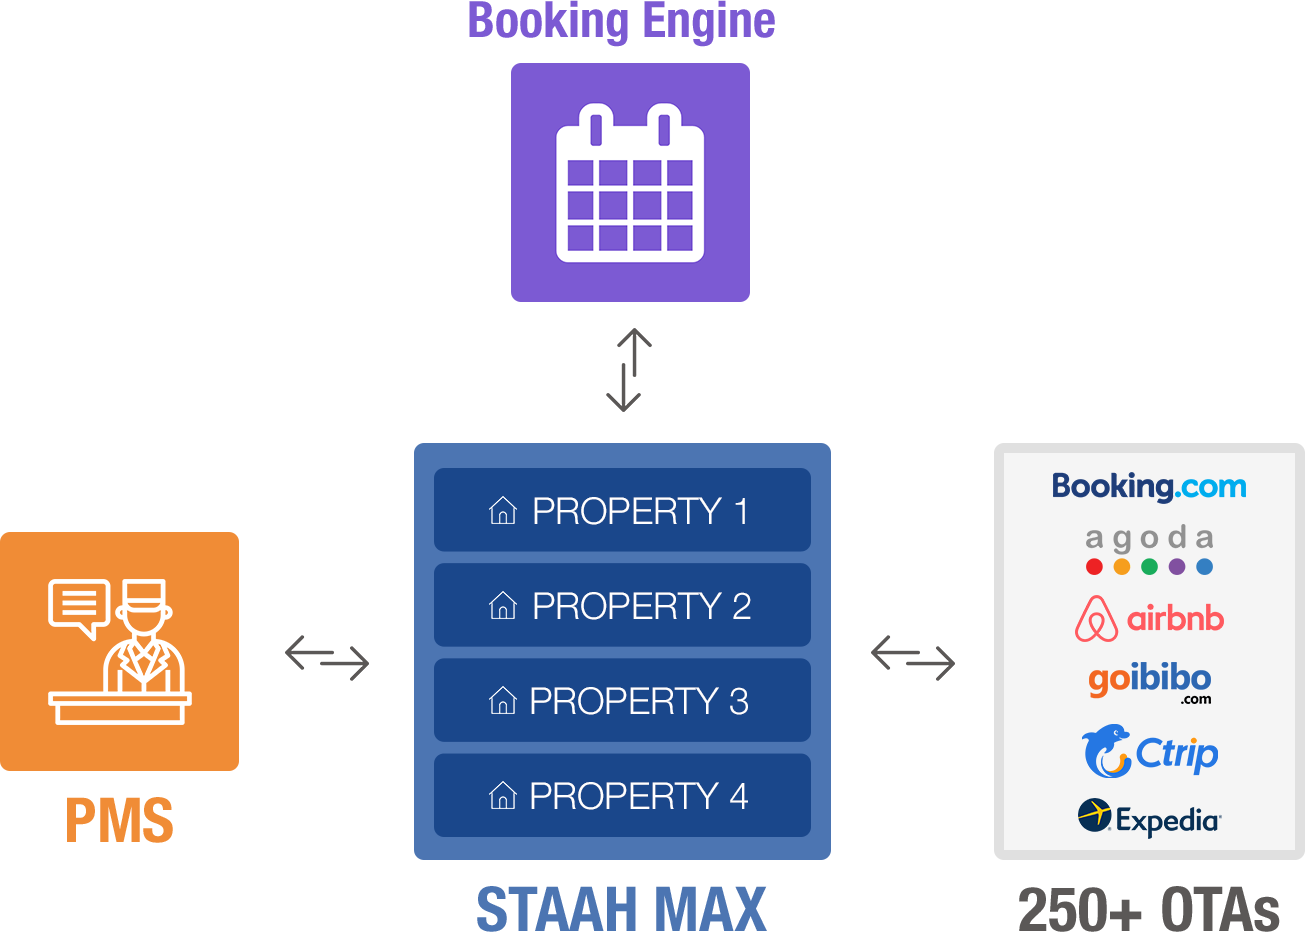 Booking Engine
PROPERTY 1
PROPERTY 2
PROPERTY 3
PROPERTY 4
PMS
STAAH MAX
Booking.com
agoda
airbnb
goibibo
.com
Ctrip
Expedia
250+ OTAs